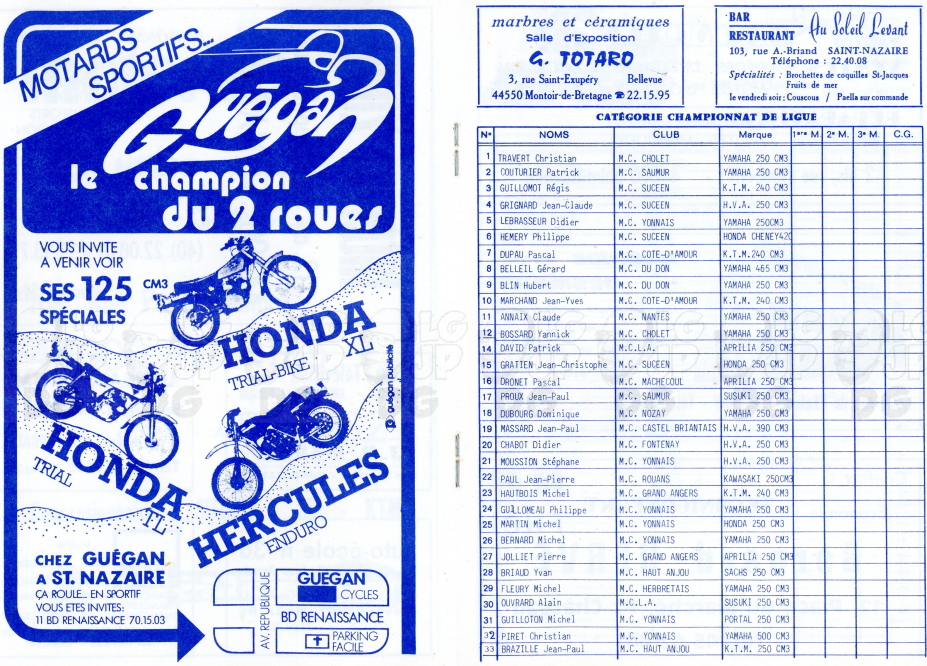 MOTARDS
SPORTIFS...
Guégan
le champion
du 2 roues
VOUS INVITE
A VENIR VOIR
SES 125 CM3
SPÉCIALES
HONDA
XL
TRIAL-BIKE
HONDA
TRIAL
TL
HERCULES
ENDURO
© guégan publicité
CHEZ GUÉGAN
A ST. NAZAIRE
ÇA ROULE... EN SPORTIF
VOUS ETES INVITES:
11 BD RENAISSANCE 70.15.03
AV. REPUBLIQUE
GUEGAN
CYCLES
BD RENAISSANCE
PARKING
FACILE
marbres et céramiques
Salle d'Exposition
G. TOTARO
3, rue Saint-Exupéry Bellevue
44550 Montoir-de-Bretagne ☎ 22.15.95
BAR
RESTAURANT Au Soleil Levant
103, rue A.-Briand SAINT-NAZAIRE
Téléphone : 22.40.08
Spécialités : Brochettes de coquilles St-Jacques
Fruits de mer
le vendredi soir : Couscous / Paella sur commande
CATÉGORIE CHAMPIONNAT DE LIGUE
N° NOMS CLUB Marque 1ere M. 2e M. 3e M. C.G.
1 TRAVERT Christian M.C. CHOLET YAMAHA 250 CM3
2 COUTURIER Patrick M.C. SAUMUR YAMAHA 250 CM3
3 GUILLOMOT Régis M.C. SUCEEN K.T.M. 240 CM3
4 GRIGNARD Jean-Claude M.C. SUCEEN H.V.A. 250 CM3
5 LEBRASSEUR Didier M.C. YONNAIS YAMAHA 250CM3
6 HEMERY Philippe M.C. SUCEEN HONDA CHENEY420
7 DUPAU Pascal M.C. COTE-D'AMOUR K.T.M.240 CM3
8 BELLEIL Gérard M.C. DU DON YAMAHA 465 CM3
9 BLIN Hubert M.C. DU DON YAMAHA 250 CM3
10 MARCHAND Jean-Yves M.C. COTE-D'AMOUR K.T.M. 240 CM3
11 ANNAIX Claude M.C. NANTES YAMAHA 250 CM3
12 BOSSARD Yannick M.C. CHOLET YAMAHA 250 CM3
14 DAVID Patrick M.C.L.A. APRILIA 250 CM3
15 GRATIEN Jean-Christophe M.C. SUCEEN HONDA 250 CM3
16 DRONET Pascal M.C. MACHECOUL APRILIA 250 CM3
17 PROUX Jean-Paul M.C. SAUMUR SUSUKI 250 CM3
18 DUBOURG Dominique M.C. NOZAY YAMAHA 250 CM3
19 MASSARD Jean-Paul M.C. CASTEL BRIANTAIS H.V.A. 390 CM3
20 CHABOT Didier M.C. FONTENAY H.V.A. 250 CM3
21 MOUSSION Stéphane M.C. YONNAIS H.V.A. 250 CM3
22 PAUL Jean-Pierre M.C. ROUANS KAWASAKI 250CM3
23 HAUTBOIS Michel M.C. GRAND ANGERS K.T.M. 240 CM3
24 GUILLOMEAU Philippe M.C. YONNAIS YAMAHA 250 CM3
25 MARTIN Michel M.C. YONNAIS HONDA 250 CM3
26 BERNARD Michel M.C. YONNAIS YAMAHA 250 CM3
27 JOLLIET Pierre M.C. GRAND ANGERS APRILIA 250 CM3
28 BRIAUD Yvan M.C. HAUT ANJOU SACHS 250 CM3
29 FLEURY Michel M.C. HERBRETAIS YAMAHA 250 CM3
30 OUVRARD Alain M.C.L.A. SUSUKI 250 CM3
31 GUILLOTON Michel M.C. YONNAIS PORTAL 250 CM3
32 PIRET Christian M.C. YONNAIS YAMAHA 500 CM3
33 BRAZILLE Jean-Paul M.C. HAUT ANJOU K.T.M. 250 CM3